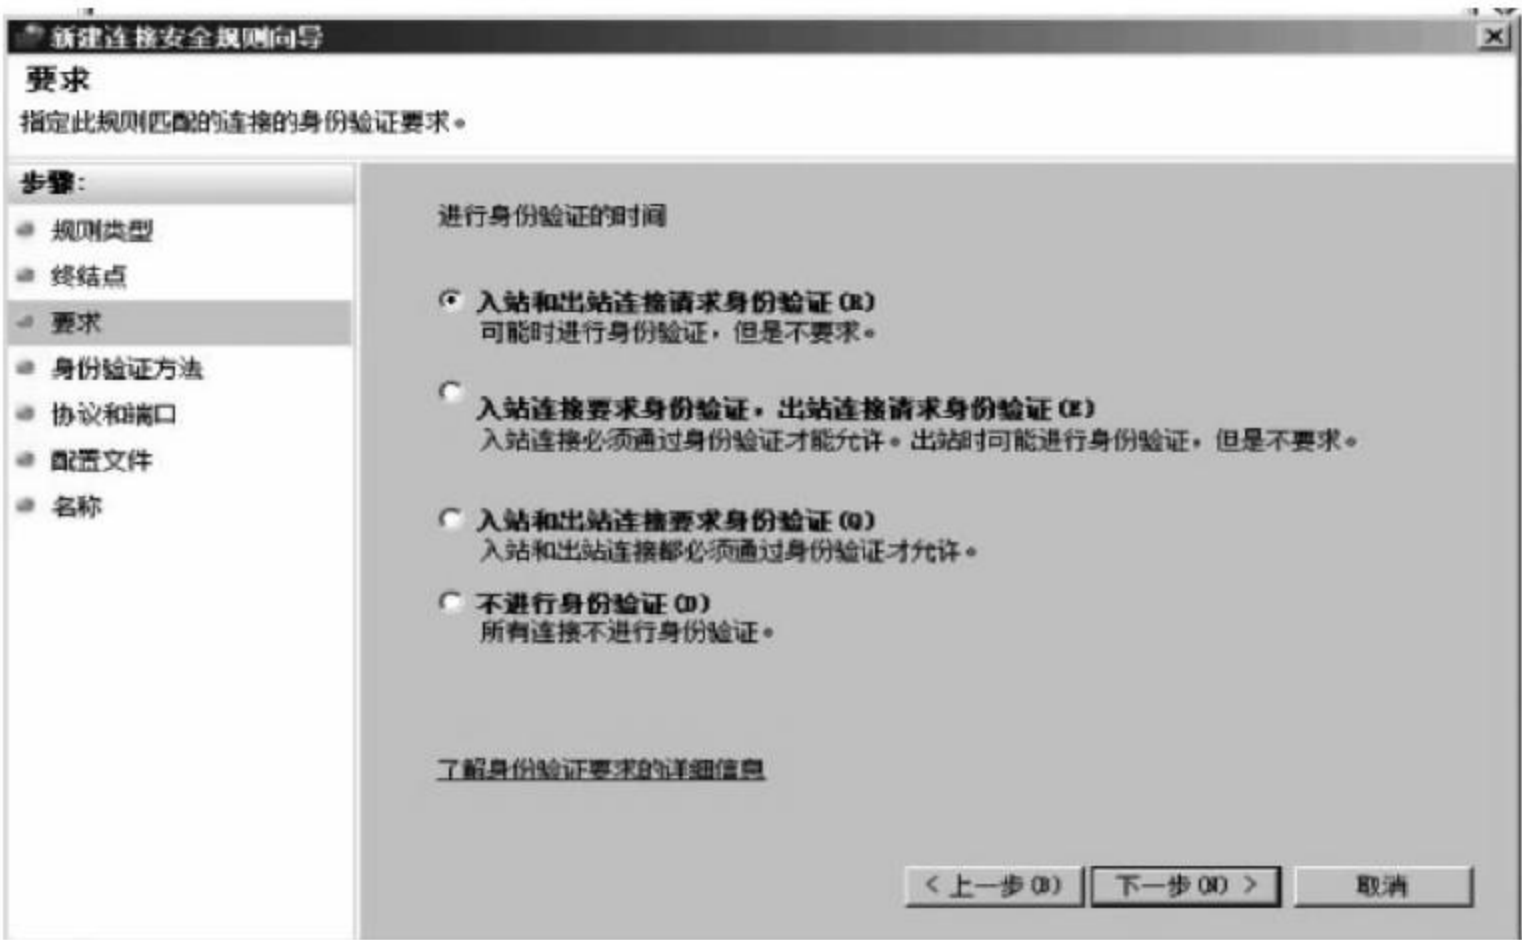 新建连接安全规则向导
要求
指定此规则匹配的连接的身份验证要求。
步骤:
规则类型
终结点
要求
身份验证方法
协议和端口
配置文件
名称
进行身份验证的时间
入站和出站连接请求身份验证(R)
可能时进行身份验证，但是不要求。
入站连接要求身份验证，出站连接请求身份验证(E)
入站连接必须通过身份验证才能允许。出站时可能进行身份验证，但是不要求。
入站和出站连接要求身份验证(Q)
入站和出站连接都必须通过身份验证才允许。
不进行身份验证(D)
所有连接不进行身份验证。
了解身份验证要求的详细信息
< 上一步(B)
下一步(N) >
取消